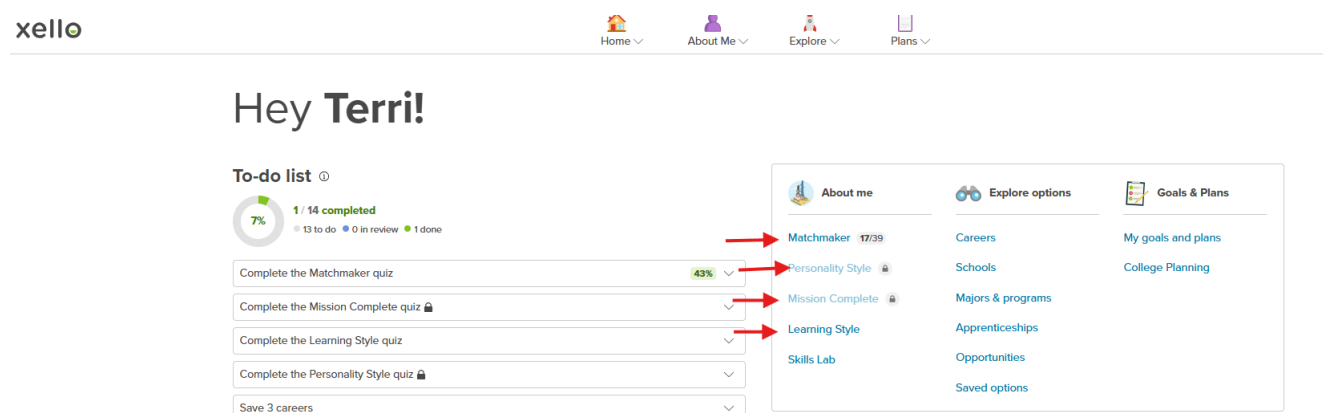 xello
Home
About Me
Explore
Plans
Hey Terri!
To-do list
7%
1 / 14 completed
13 to do 0 in review 1 done
Complete the Matchmaker quiz 43%
Complete the Mission Complete quiz
Complete the Learning Style quiz
Complete the Personality Style quiz
Save 3 careers
About me
Matchmaker 17/39
Personality Style
Mission Complete
Learning Style
Skills Lab
Explore options
Careers
Schools
Majors & programs
Apprenticeships
Opportunities
Saved options
Goals & Plans
My goals and plans
College Planning